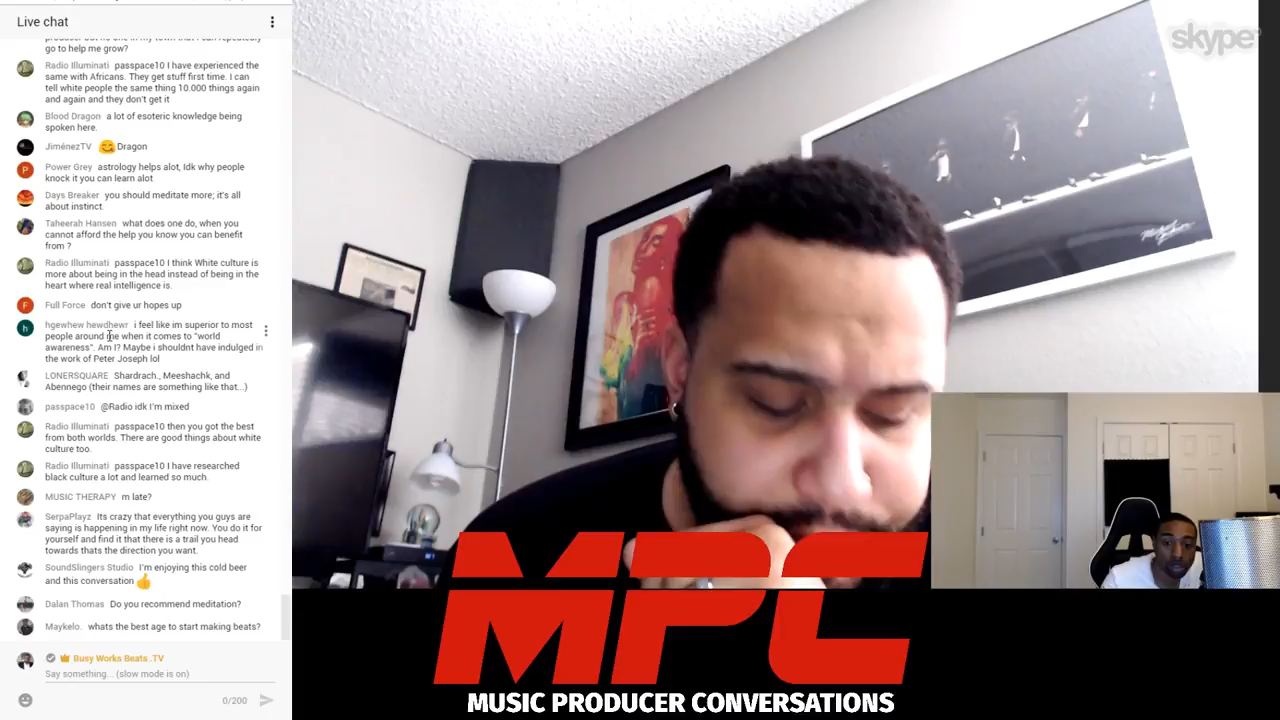 Live chat
go to help me grow?
Radio Illuminati passpace10 I have experienced the
same with Africans. They get stuff first time. I can
tell white people the same thing 10.000 things again
and again and they don't get it
Blood Dragon a lot of esoteric knowledge being
spoken here.
JiménezTV 🤗Dragon
Power Grey astrology helps alot, Idk why people
knock it you can learn alot
Days Breaker you should meditate more; it's all
about instinct.
Taheerah Hansen what does one do, when you
cannot afford the help you know you can benefit
from ?
Radio Illuminati passpace10 I think White culture is
more about being in the head instead of being in the
heart where real intelligence is.
F
Full Force don't give ur hopes up
h
hgewhew hewdhewr i feel like im superior to most
people around me when it comes to "world
awareness". Am I? Maybe i shouldnt have indulged in
the work of Peter Joseph lol
LONERSQUARE Shardrach., Meeshachk, and
Abennego (their names are something like that...)
passpace10 @Radio idk I'm mixed
Radio Illuminati passpace10 then you got the best
from both worlds. There are good things about white
culture too.
Radio Illuminati passpace10 I have researched
black culture a lot and learned so much.
MUSIC THERAPY m late?
SerpaPlayz Its crazy that everything you guys are
saying is happening in my life right now. You do it for
yourself and find it that there is a trail you head
towards thats the direction you want.
SoundSlingers Studio I'm enjoying this cold beer
and this conversation 👍
Dalan Thomas Do you recommend meditation?
Maykelo. whats the best age to start making beats?
Busy Works Beats .TV
Say something... (slow mode is on)
0/200
skype
MPC
MUSIC PRODUCER CONVERSATIONS